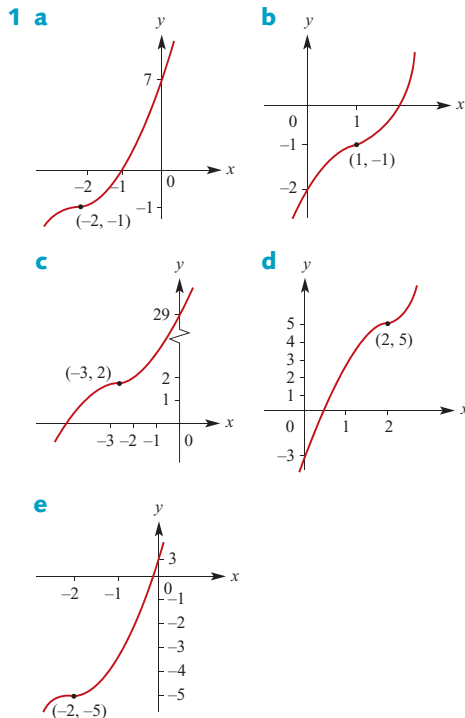 1 a
y
7
x
–2 –1 0
–1
(–2, –1)
b
y
x
0 1
–1
(1, –1)
–2
c
y
29
(–3, 2)
2
1
x
–3 –2 –1 0
d
y
5
4
3
2
1
(2, 5)
x
0 1 2
–3
e
y
3
x
–2 –1 0
–1
–2
–3
–4
–5
(–2, –5)